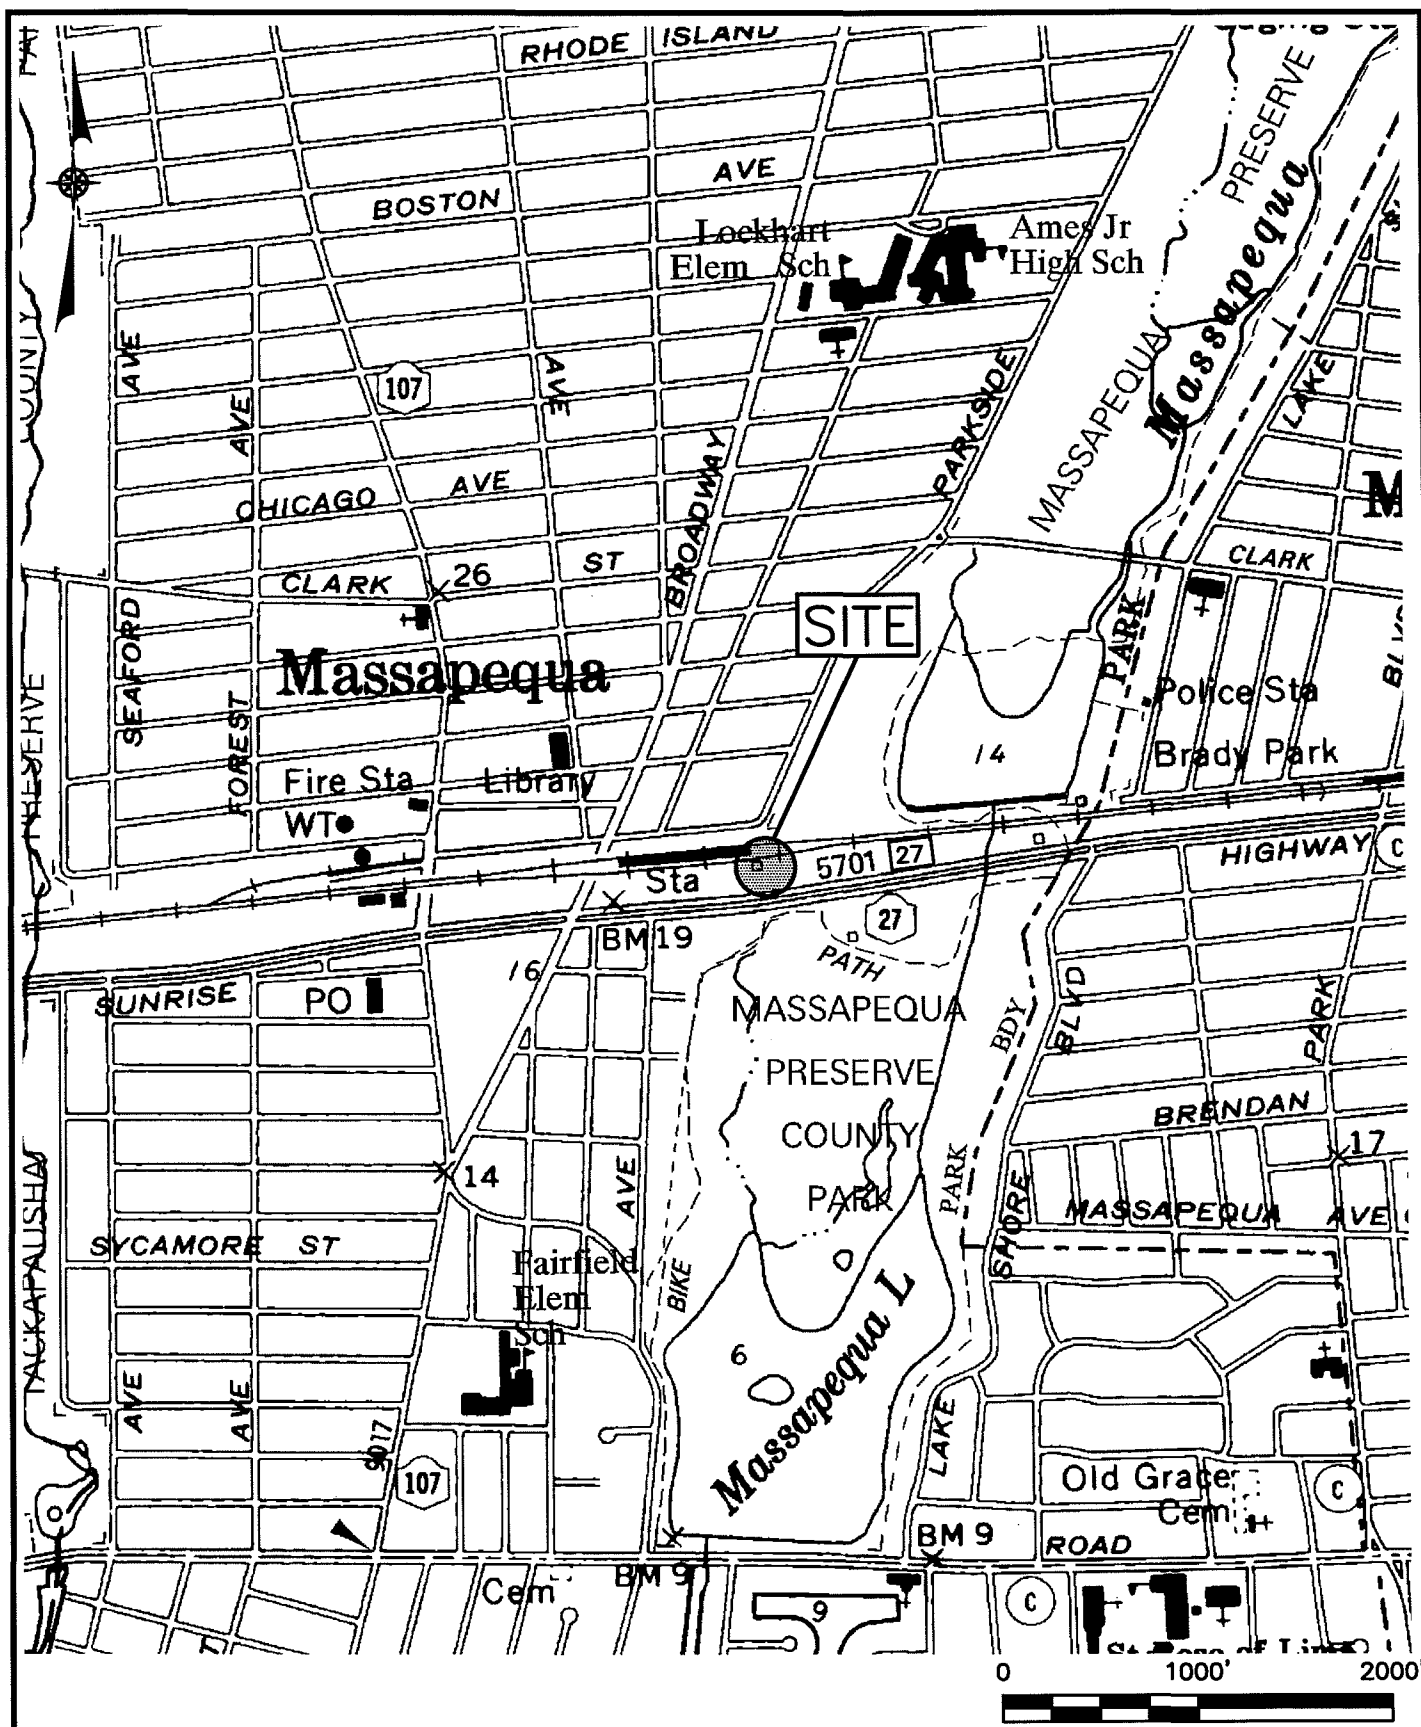 RHODE ISLAND
PRESERVE
BOSTON AVE
Massapequa
Lockhart
Elem Sch
Ames Jr
High Sch
COUNTY
AVE
107
AVE
AVE
LAKE
PARKSIDE
MASSAPEQUA
BROADWAY
CHICAGO AVE
M
CLARK ST
26
CLARK
SITE
SEAFORD
PARK
Massapequa
PRESERVE
FOREST
Police Sta
14
Brady Park
Fire Sta
Library
WT
HIGHWAY
C
5701
27
Sta
27
BM 19
PATH
16
SUNRISE
PO
MASSAPEQUA
PRESERVE
COUNTY
PARK
BDY
BLVD
PARK
BRENDAN
17
14
AVE
PARK
SHORE
MASSAPEQUA AVE
SYCAMORE ST
Fairfield
Elem
Sch
BIKE
6
Massapequa L
AVE
AVE
LAKE
107
Old Grace
Cem
C
BM 9
ROAD
Cem
BM 9
9
C
0 1000' 2000'